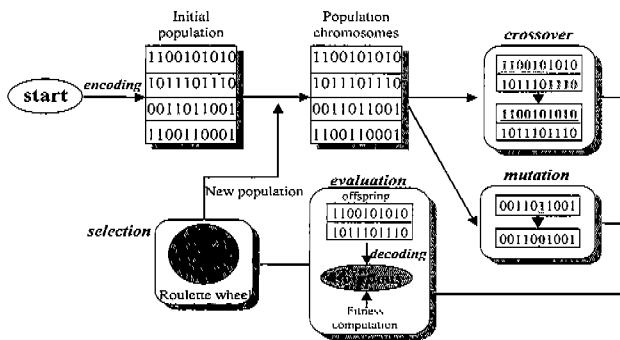 Initial
population
Population
chromosomes
crossover
1100101010
1011101110
0011011001
1100110001
1100101010
1011101110
0011011001
1100110001
1100101010
1011101110
1100101010
1011101110
start
encoding
New population
evaluation
offspring
1100101010
1011101110
decoding
Fitness
computation
mutation
0011011001
0011001001
selection
Roulette wheel